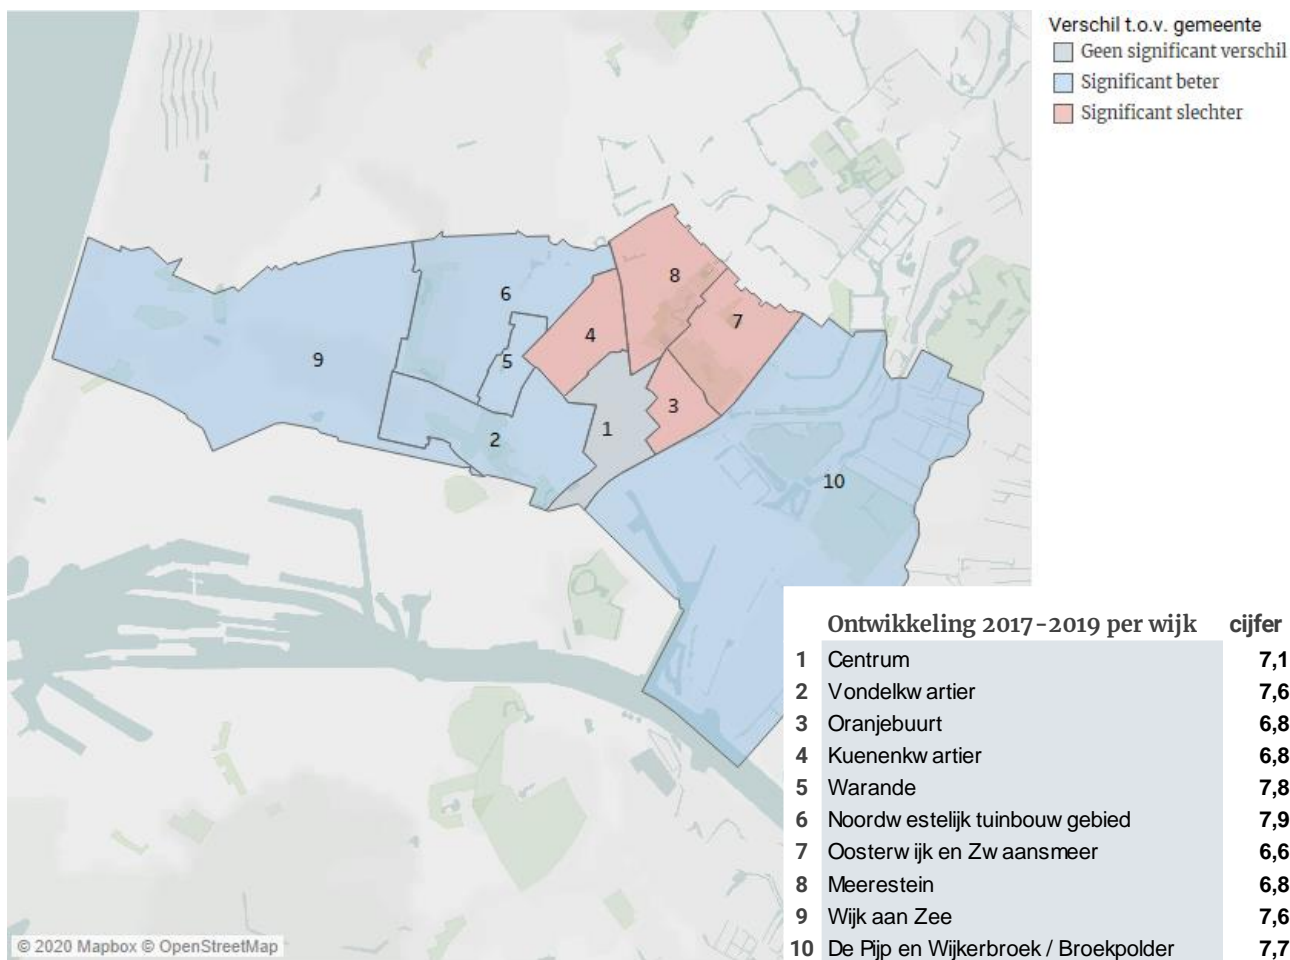 Verschil t.o.v. gemeente
Geen significant verschil
Significant beter
Significant slechter
8
6
7
4
9
5
3
1
2
10
Ontwikkeling 2017-2019 per wijk cijfer
1 Centrum 7,1
2 Vondelkw artier 7,6
3 Oranjebuurt 6,8
4 Kuenenkw artier 6,8
5 Warande 7,8
6 Noordw estelijk tuinbouw gebied 7,9
7 Oosterw ijk en Zw aansmeer 6,6
8 Meerestein 6,8
9 Wijk aan Zee 7,6
10 De Pijp en Wijkerbroek / Broekpolder 7,7
© 2020 Mapbox © OpenStreetMap